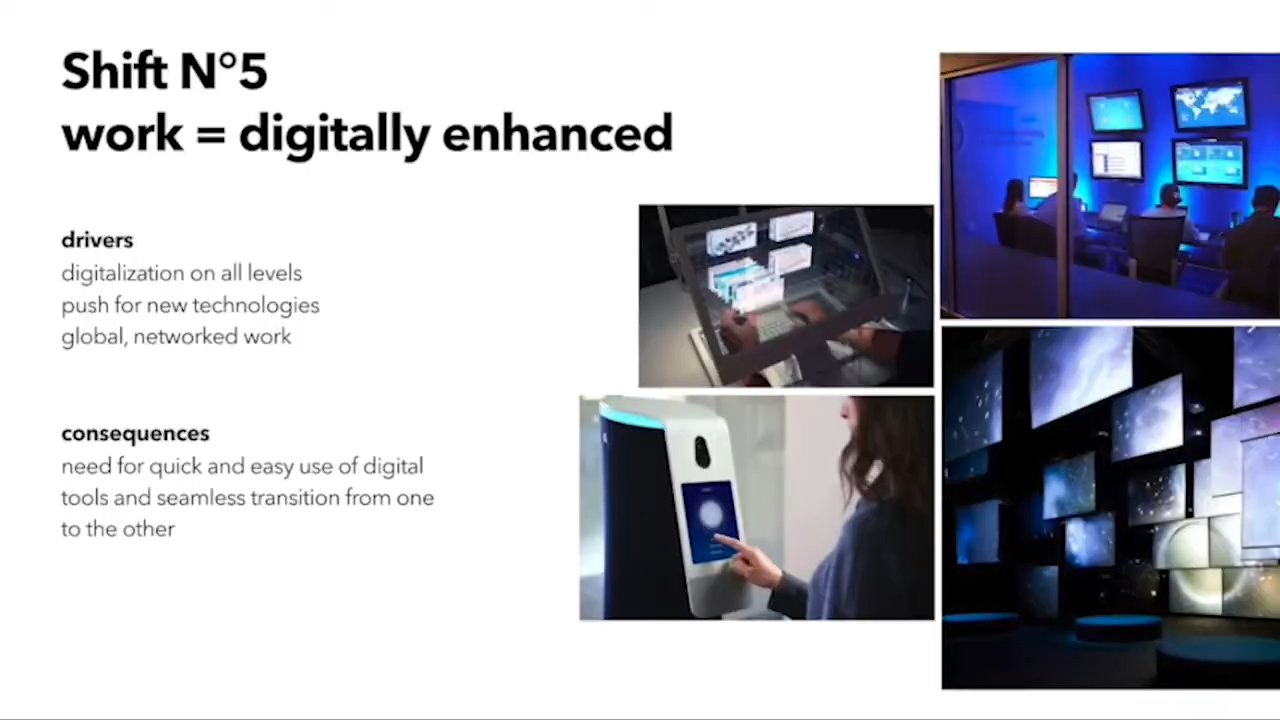 Shift N°5
work = digitally enhanced
drivers
digitalization on all levels
push for new technologies
global, networked work
consequences
need for quick and easy use of digital
tools and seamless transition from one
to the other